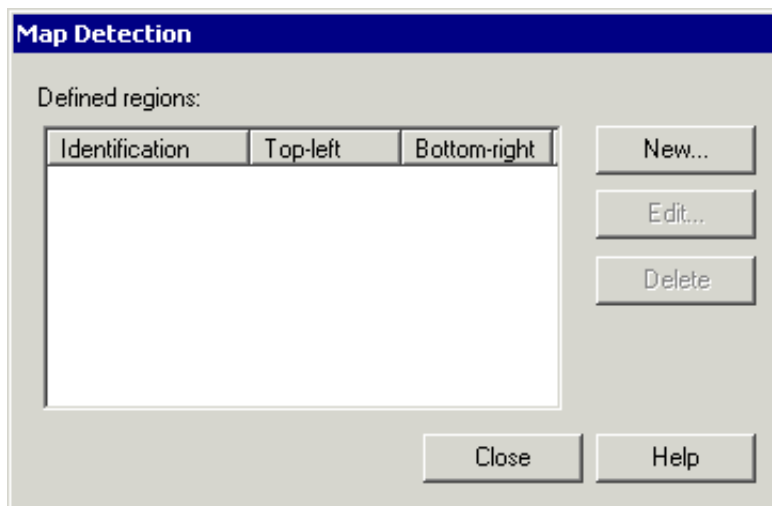 Map Detection
Defined regions:
Identification Top-left Bottom-right
New...
Edit...
Delete
Close Help